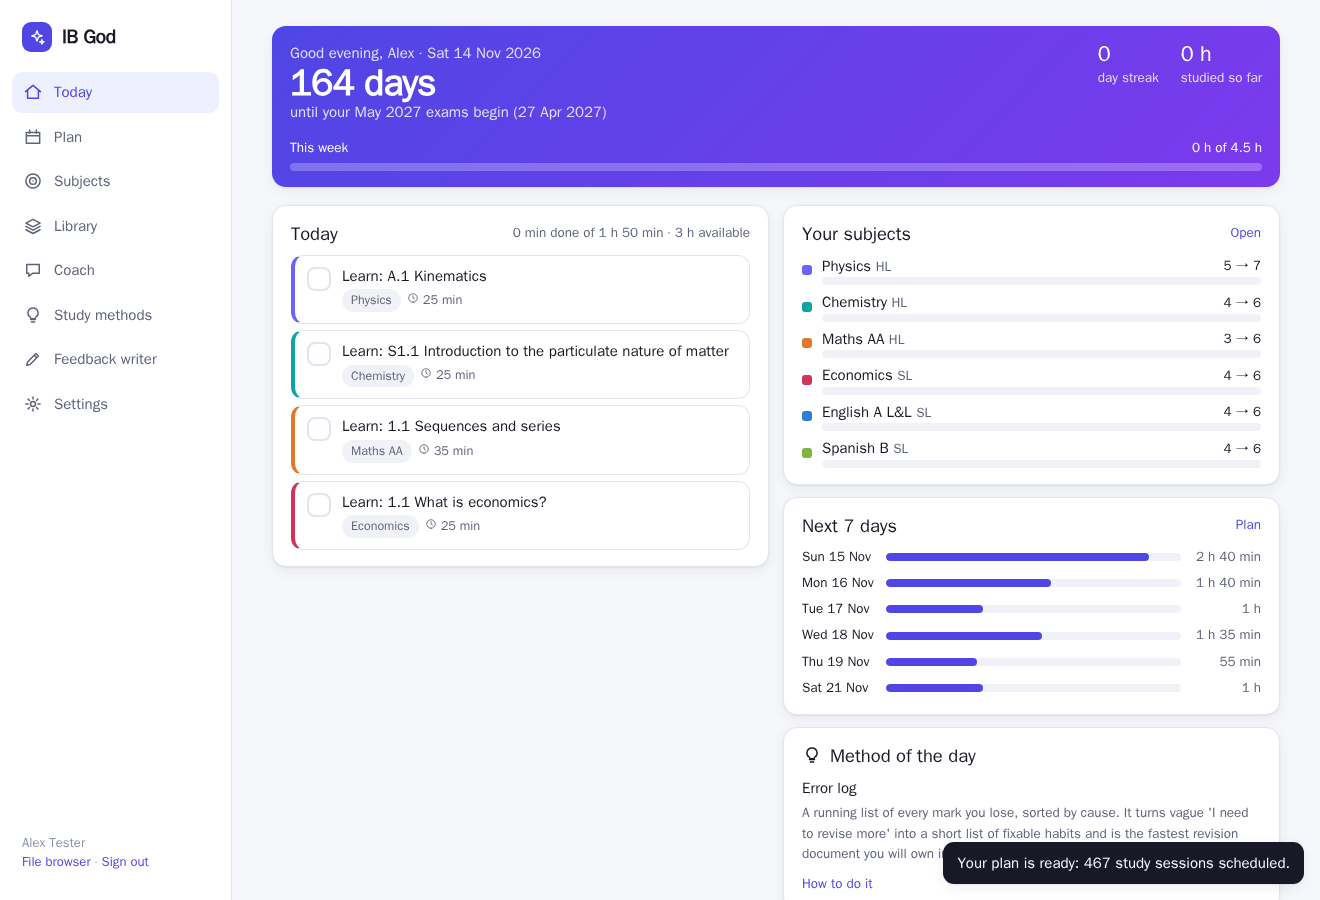 IB God
Today
Plan
Subjects
Library
Coach
Study methods
Feedback writer
Settings
Alex Tester
File browser · Sign out
Good evening, Alex · Sat 14 Nov 2026
164 days
until your May 2027 exams begin (27 Apr 2027)
0
day streak
0 h
studied so far
This week
0 h of 4.5 h
Today
0 min done of 1 h 50 min · 3 h available
Learn: A.1 Kinematics
Physics 25 min
Learn: S1.1 Introduction to the particulate nature of matter
Chemistry 25 min
Learn: 1.1 Sequences and series
Maths AA 35 min
Learn: 1.1 What is economics?
Economics 25 min
Your subjects
Open
Physics HL 5 → 7
Chemistry HL 4 → 6
Maths AA HL 3 → 6
Economics SL 4 → 6
English A L&L SL 4 → 6
Spanish B SL 4 → 6
Next 7 days
Plan
Sun 15 Nov 2 h 40 min
Mon 16 Nov 1 h 40 min
Tue 17 Nov 1 h
Wed 18 Nov 1 h 35 min
Thu 19 Nov 55 min
Sat 21 Nov 1 h
Method of the day
Error log
A running list of every mark you lose, sorted by cause. It turns vague 'I need
to revise more' into a short list of fixable habits and is the fastest revision
document you will own
How to do it
Your plan is ready: 467 study sessions scheduled.